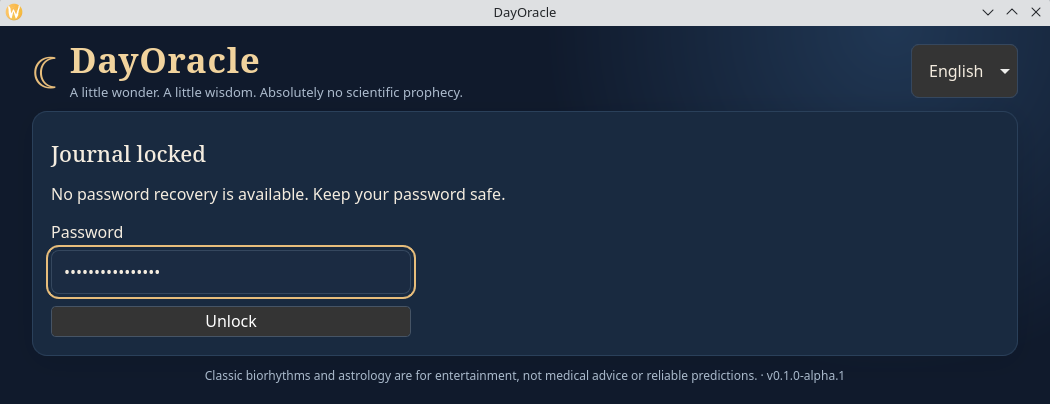 DayOracle
DayOracle
A little wonder. A little wisdom. Absolutely no scientific prophecy.
English
Journal locked
No password recovery is available. Keep your password safe.
Password
••••••••••••••••
Unlock
Classic biorhythms and astrology are for entertainment, not medical advice or reliable predictions. · v0.1.0-alpha.1